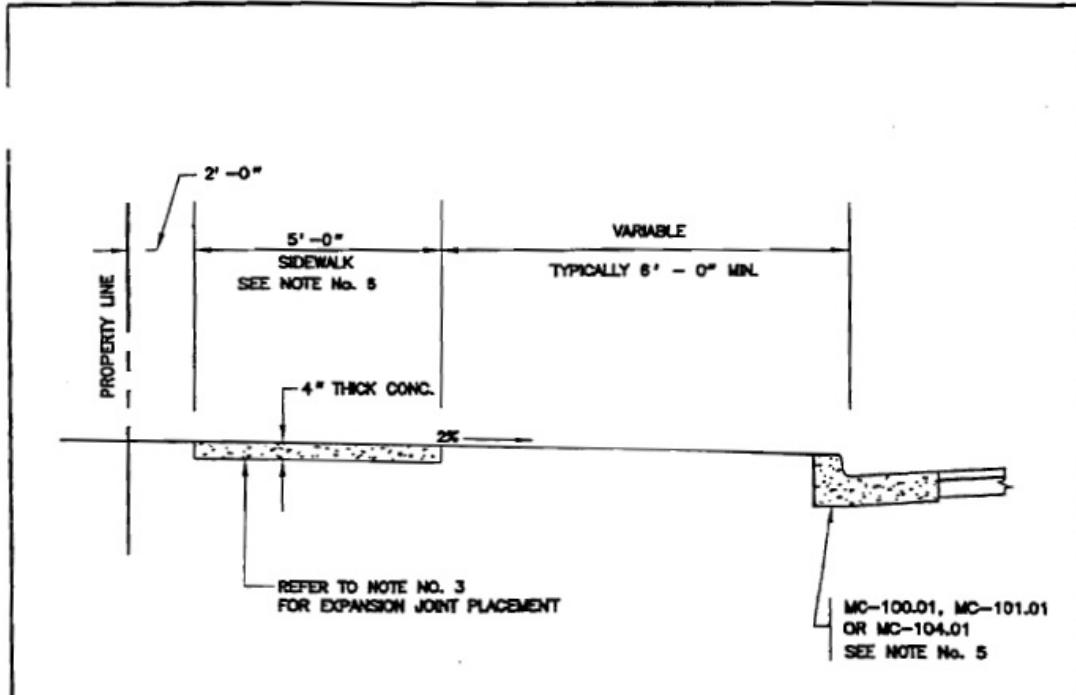 2'-0"
5'-0"
SIDEWALK
SEE NOTE No. 5
VARIABLE
TYPICALLY 6' - 0" MIN.
PROPERTY LINE
4" THICK CONC.
2%
REFER TO NOTE NO. 3
FOR EXPANSION JOINT PLACEMENT
MC-100.01, MC-101.01
OR MC-104.01
SEE NOTE No. 5